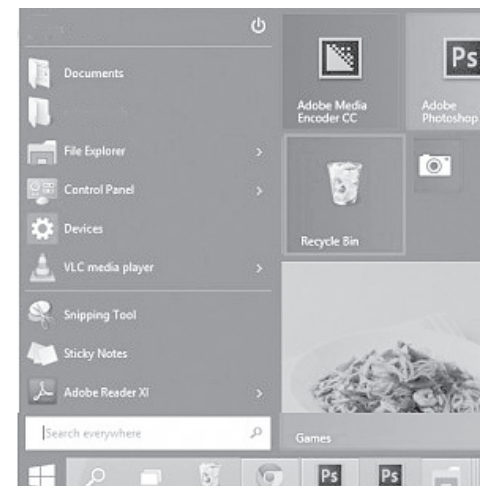 Documents
File Explorer
Control Panel
Devices
VLC media player
Snipping Tool
Sticky Notes
Adobe Reader XI
Search everywhere
Adobe Media
Encoder CC
Ps
Adobe
Photoshop
Recycle Bin
Games
Ps
Ps